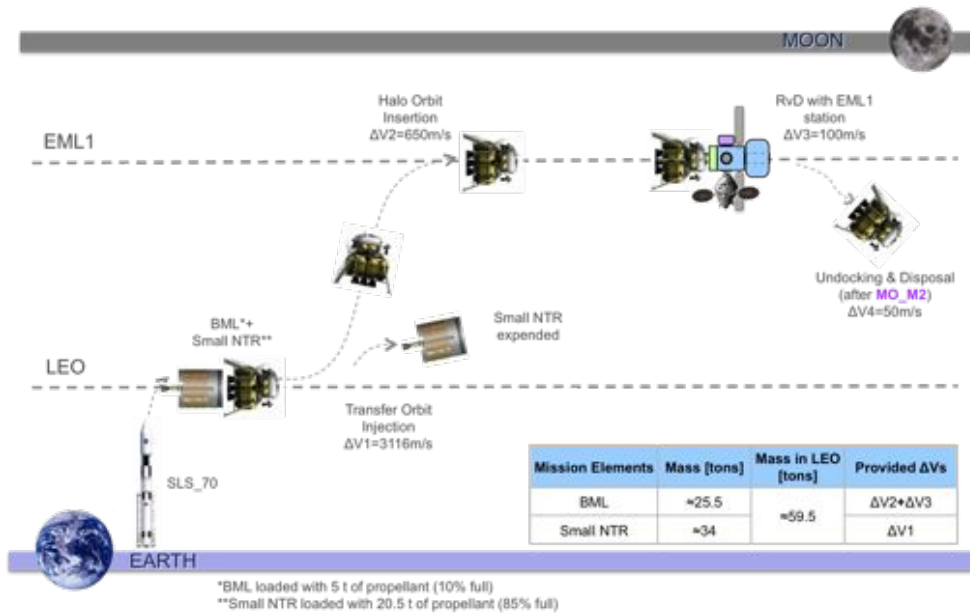 MOON
Halo Orbit
Insertion
ΔV2=650m/s
RvD with EML1
station
ΔV3=100m/s
EML1
Undocking & Disposal
(after MO_M2)
ΔV4=50m/s
BML*+
Small NTR**
Small NTR
expended
LEO
Transfer Orbit
Injection
ΔV1=3116m/s
SLS_70
Mission Elements Mass [tons] Mass in LEO [tons] Provided ΔVs
BML ≈25.5 ≈59.5 ΔV2+ΔV3
Small NTR ≈34 ΔV1
EARTH
*BML loaded with 5 t of propellant (10% full)
**Small NTR loaded with 20.5 t of propellant (85% full)